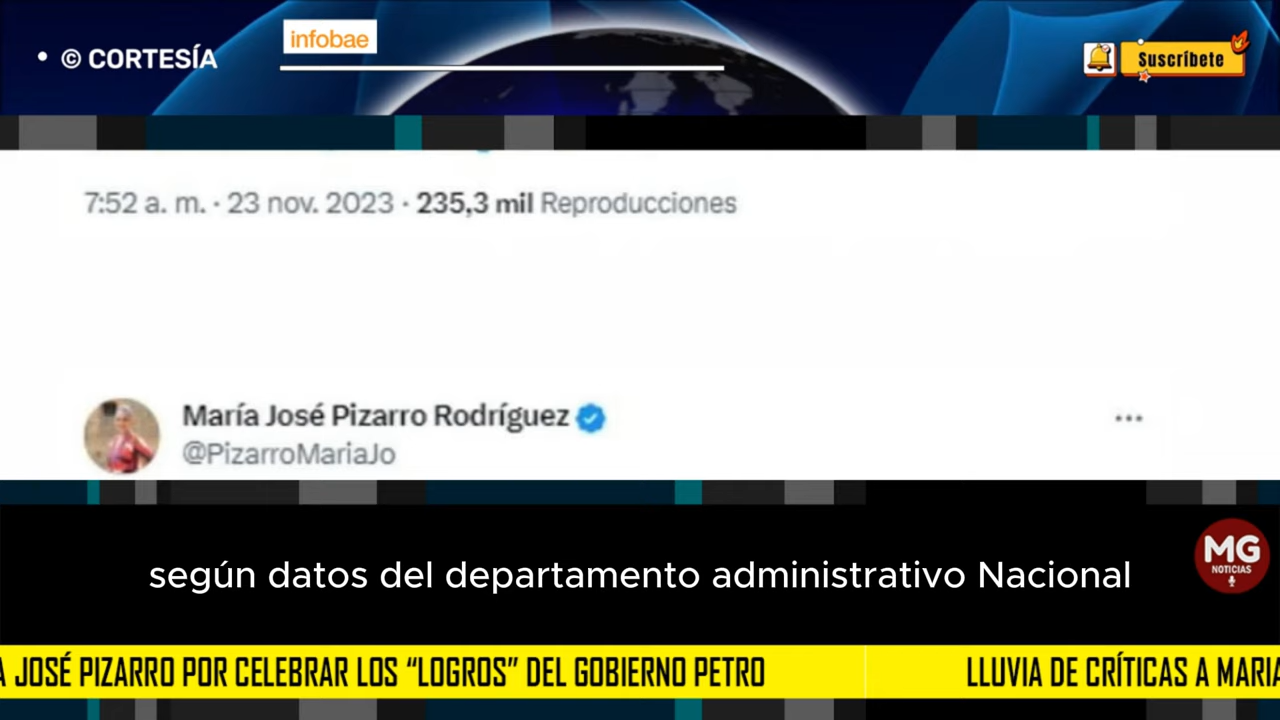 • © CORTESÍA
infobae
Suscríbete
7:52 a. m. · 23 nov. 2023 · 235,3 mil Reproducciones
María José Pizarro Rodríguez
@PizarroMariaJo
según datos del departamento administrativo Nacional
MG
NOTICIAS
A JOSÉ PIZARRO POR CELEBRAR LOS “LOGROS” DEL GOBIERNO PETRO
LLUVIA DE CRÍTICAS A MARIA